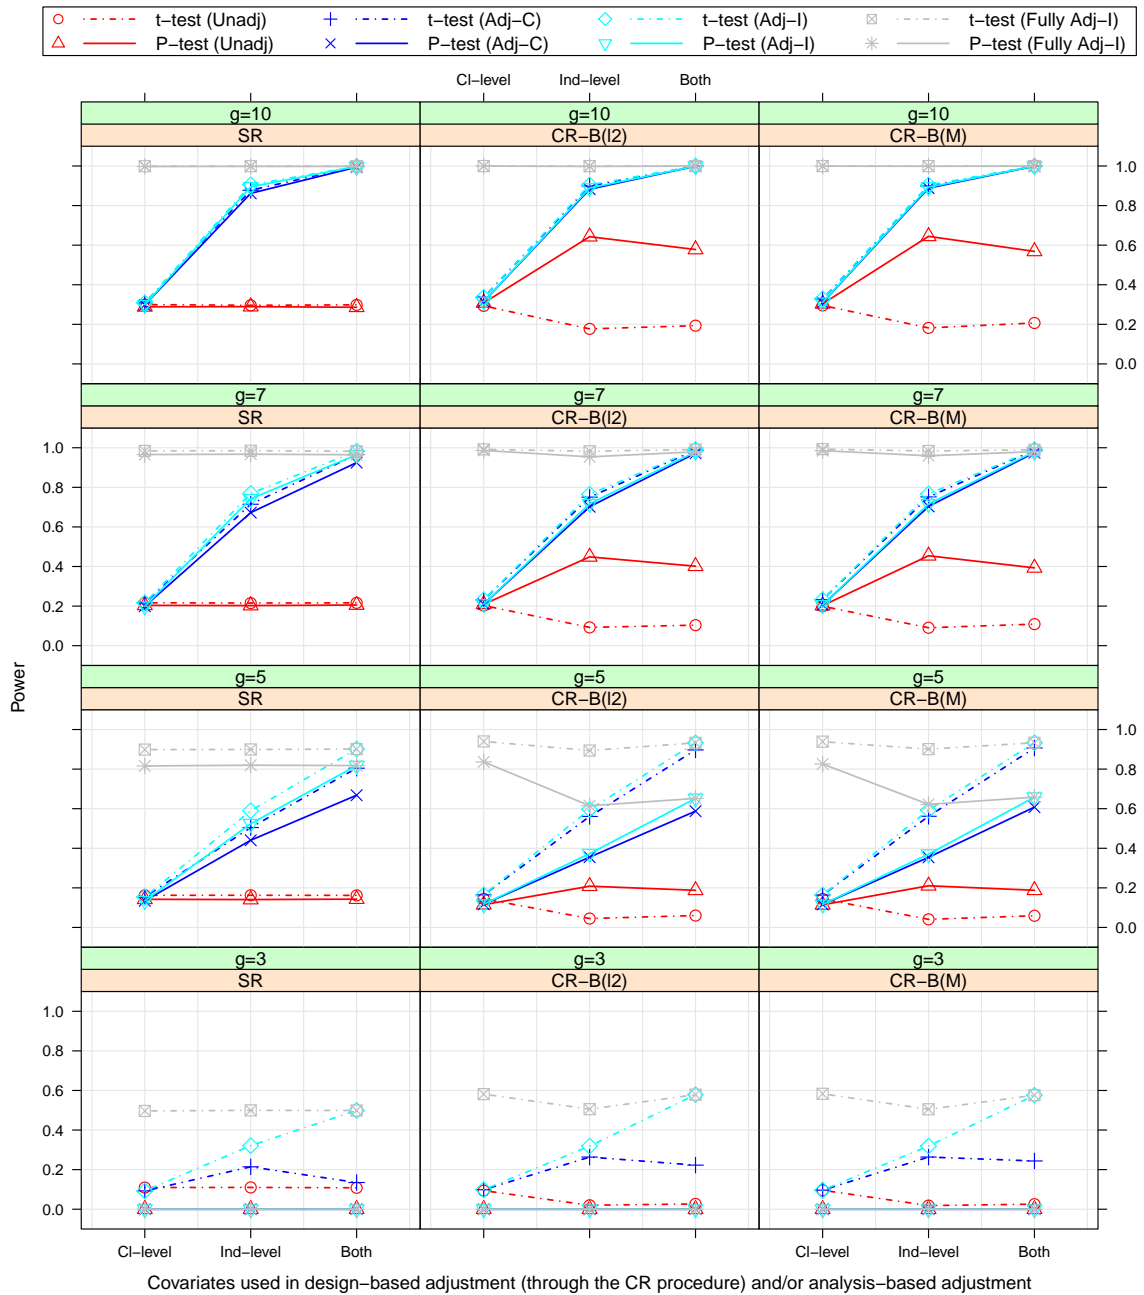 t−test (Unadj) t−test (Adj−C) t−test (Adj−I) t−test (Fully Adj−I)
P−test (Unadj) P−test (Adj−C) P−test (Adj−I) P−test (Fully Adj−I)
Cl−level Ind−level Both
g=10 g=10 g=10
SR CR−B(l2) CR−B(M)
1.0
0.8
0.6
0.4
0.2
0.0
g=7 g=7 g=7
SR CR−B(l2) CR−B(M)
1.0
0.8
0.6
0.4
0.2
0.0
Power
g=5 g=5 g=5
SR CR−B(l2) CR−B(M)
1.0
0.8
0.6
0.4
0.2
0.0
g=3 g=3 g=3
SR CR−B(l2) CR−B(M)
1.0
0.8
0.6
0.4
0.2
0.0
Cl−level Ind−level Both Cl−level Ind−level Both
Covariates used in design−based adjustment (through the CR procedure) and/or analysis−based adjustment